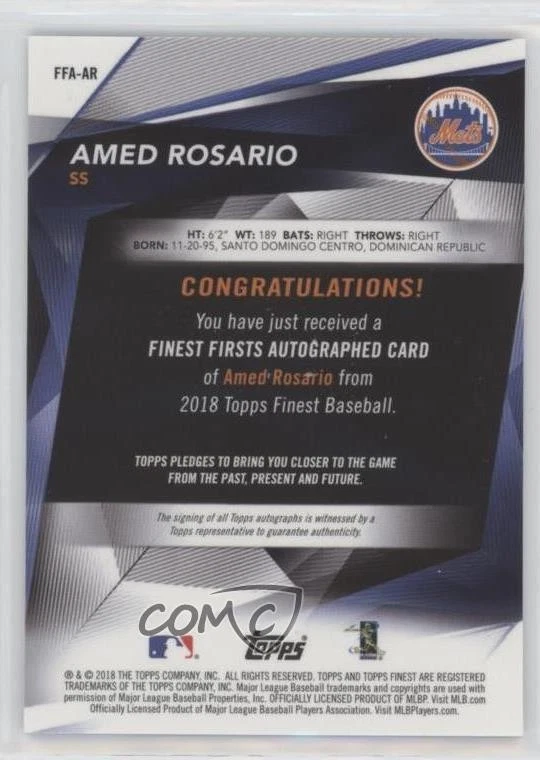 FFA-AR
Mets
AMED ROSARIO
SS
HT: 6'2" WT: 189 BATS: RIGHT THROWS: RIGHT
BORN: 11-20-95, SANTO DOMINGO CENTRO, DOMINICAN REPUBLIC
CONGRATULATIONS!
You have just received a
FINEST FIRSTS AUTOGRAPHED CARD
of Amed Rosario from
2018 Topps Finest Baseball.
TOPPS PLEDGES TO BRING YOU CLOSER TO THE GAME
FROM THE PAST, PRESENT AND FUTURE.
The signing of all Topps autographs is witnessed by a
Topps representative to guarantee authenticity.
COMC
Topps
® & © 2018 THE TOPPS COMPANY, INC. ALL RIGHTS RESERVED. TOPPS AND TOPPS FINEST ARE REGISTERED
TRADEMARKS OF THE TOPPS COMPANY, INC. Major League Baseball trademarks and copyrights are used with
permission of Major League Baseball Properties, Inc. OFFICIALLY LICENSED PRODUCT OF MLBP. Visit MLB.com
Officially Licensed Product of Major League Baseball Players Association. Visit MLBPlayers.com.